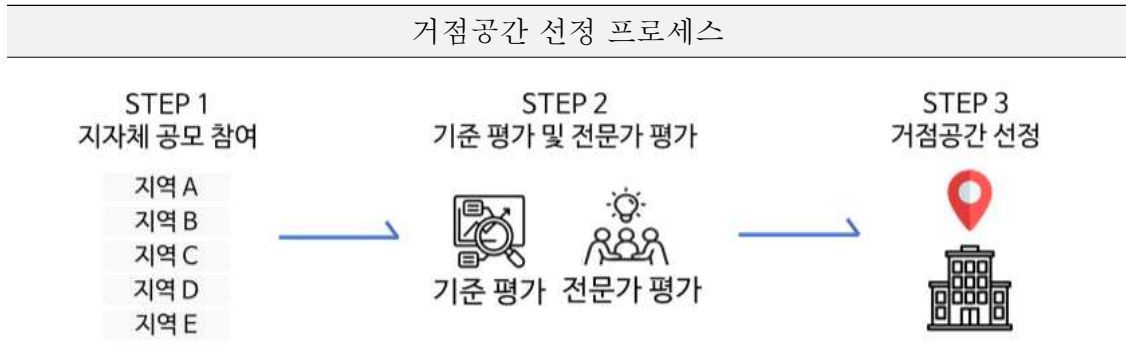 거점공간 선정 프로세스
STEP 1
지자체 공모 참여
지역 A
지역 B
지역 C
지역 D
지역 E
STEP 2
기준 평가 및 전문가 평가
기준 평가 전문가 평가
STEP 3
거점공간 선정